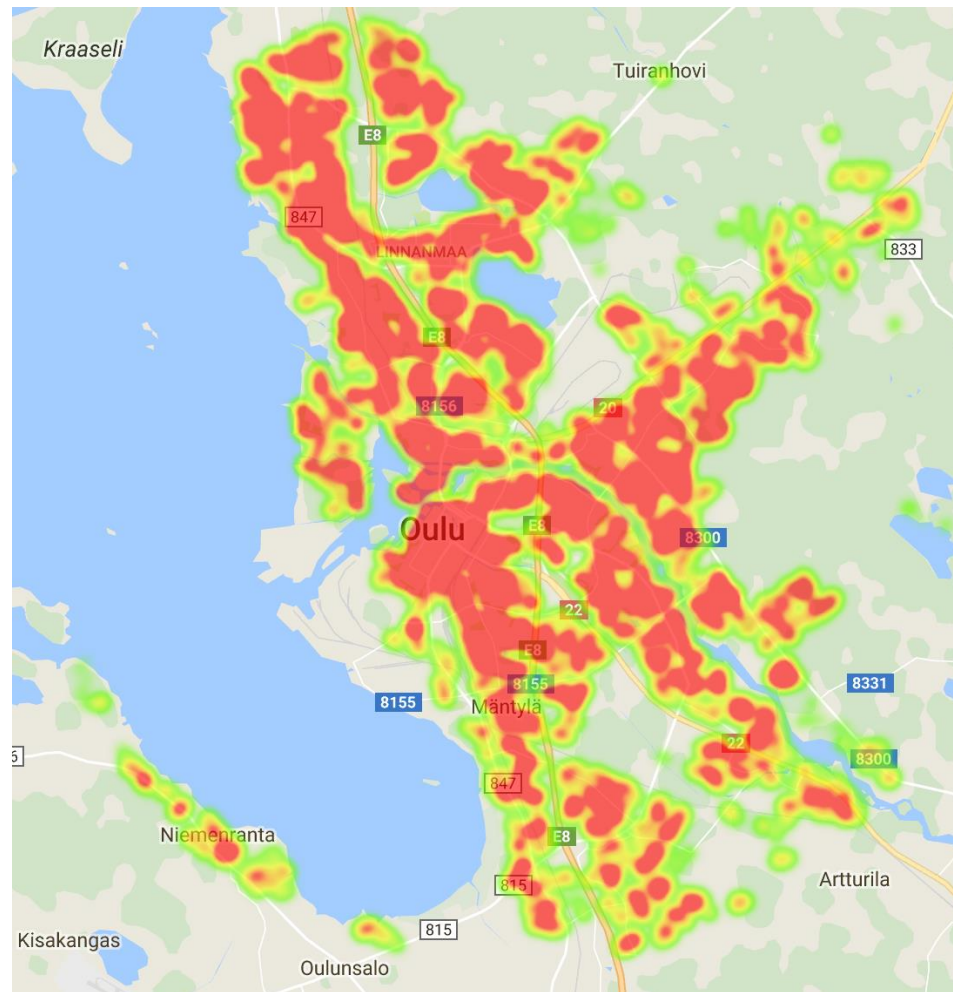 Kraaseli
Tuiranhovi
E8
847
833
LINNANMAA
E8
8156
20
Oulu
E8
8300
22
E8
8155
8331
8155
Mäntylä
22
6
8300
847
Niemenranta
E8
815
Artturila
815
Kisakangas
Oulunsalo